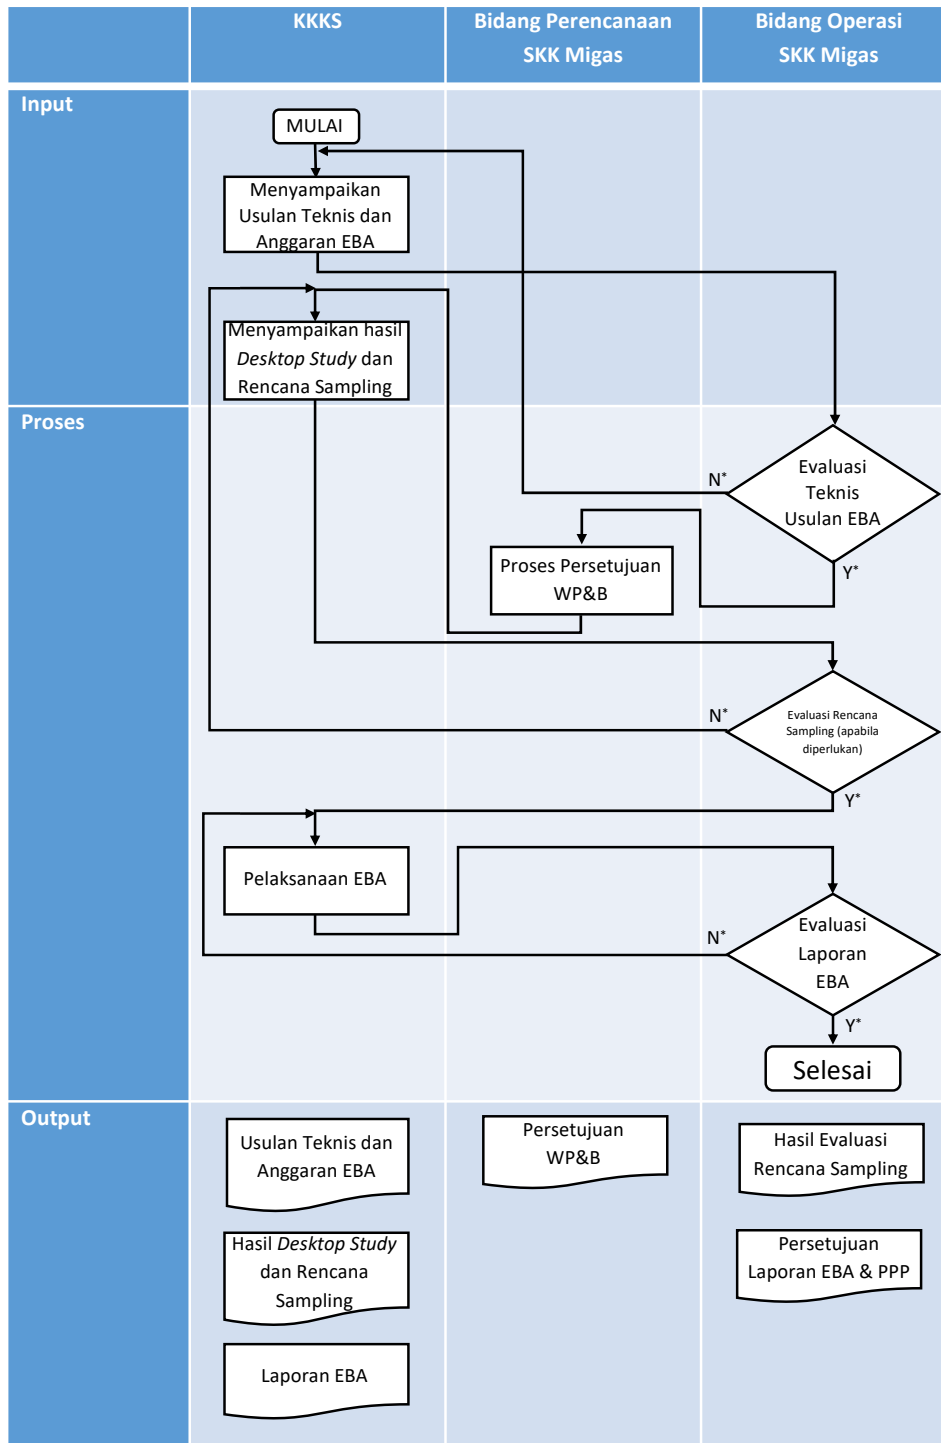 KKKS
Bidang Perencanaan
SKK Migas
Bidang Operasi
SKK Migas
Input
MULAI
Menyampaikan
Usulan Teknis dan
Anggaran EBA
Menyampaikan hasil
Desktop Study dan
Rencana Sampling
Proses
Evaluasi
Teknis
Usulan EBA
N*
Y*
Proses Persetujuan
WP&B
Evaluasi Rencana
Sampling (apabila
diperlukan)
N*
Y*
Pelaksanaan EBA
Evaluasi
Laporan
EBA
N*
Y*
Selesai
Output
Usulan Teknis dan
Anggaran EBA
Hasil Desktop Study
dan Rencana
Sampling
Laporan EBA
Persetujuan
WP&B
Hasil Evaluasi
Rencana Sampling
Persetujuan
Laporan EBA & PPP